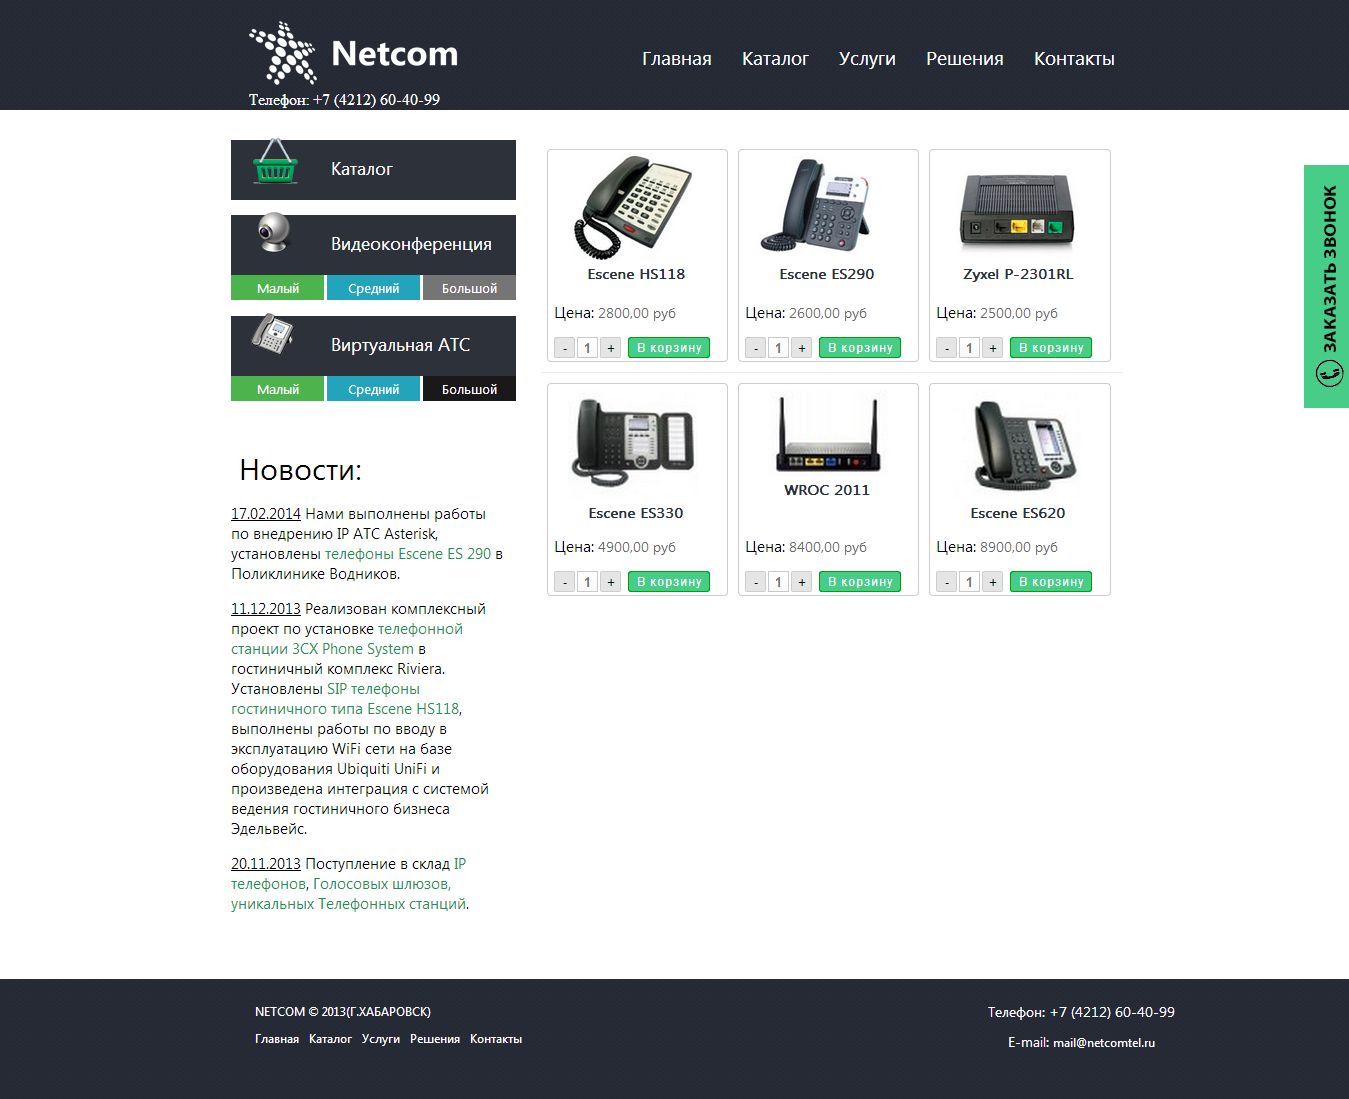 Netcom
Телефон: +7 (4212) 60-40-99
Главная Каталог Услуги Решения Контакты
Каталог
Видеоконференция
Малый Средний Большой
Виртуальная АТС
Малый Средний Большой
Новости:
17.02.2014 Нами выполнены работы
по внедрению IP АТС Asterisk,
установлены телефоны Escene ES 290 в
Поликлинике Водников.
11.12.2013 Реализован комплексный
проект по установке телефонной
станции 3CX Phone System в
гостиничный комплекс Riviera.
Установлены SIP телефоны
гостиничного типа Escene HS118,
выполнены работы по вводу в
эксплуатацию WiFi сети на базе
оборудования Ubiquiti UniFi и
произведена интеграция с системой
ведения гостиничного бизнеса
Эдельвейс.
20.11.2013 Поступление в склад IP
телефонов, Голосовых шлюзов,
уникальных Телефонных станций.
Escene HS118 Escene ES290 Zyxel P-2301RL
Цена: 2800,00 руб Цена: 2600,00 руб Цена: 2500,00 руб
- 1 + В корзину - 1 + В корзину - 1 + В корзину
WROC 2011
Escene ES330 Escene ES620
Цена: 4900,00 руб Цена: 8400,00 руб Цена: 8900,00 руб
- 1 + В корзину - 1 + В корзину - 1 + В корзину
ЗАКАЗАТЬ ЗВОНОК
NETCOM © 2013(Г.ХАБАРОВСК)
Главная Каталог Услуги Решения Контакты
Телефон: +7 (4212) 60-40-99
E-mail: mail@netcomtel.ru